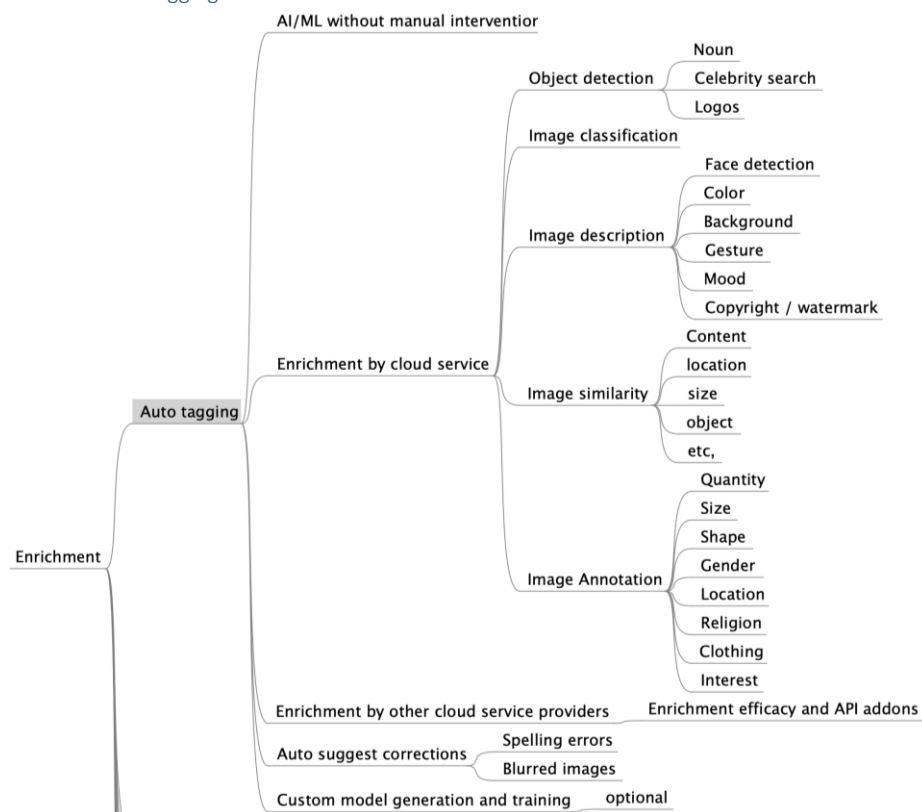 AI/ML without manual interventior
Noun
Object detection
Celebrity search
Logos
Image classification
Face detection
Color
Background
Image description
Gesture
Mood
Copyright / watermark
Content
Enrichment by cloud service
location
Image similarity
size
Auto tagging
object
etc,
Quantity
Size
Shape
Enrichment
Gender
Image Annotation
Location
Religion
Clothing
Interest
Enrichment by other cloud service providers
Enrichment efficacy and API addons
Auto suggest corrections
Spelling errors
Blurred images
Custom model generation and training
optional